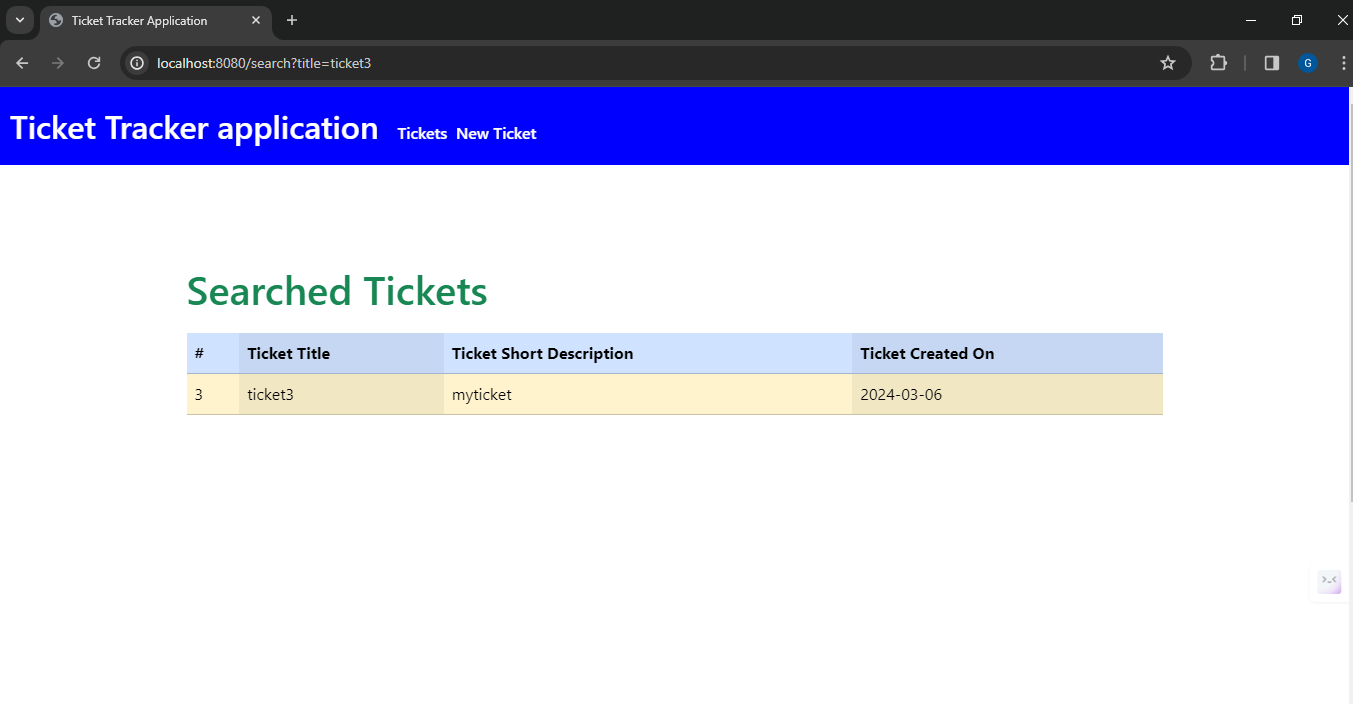 Ticket Tracker Application
localhost:8080/search?title=ticket3
G
Ticket Tracker application Tickets New Ticket
Searched Tickets
# Ticket Title Ticket Short Description Ticket Created On
3 ticket3 myticket 2024-03-06